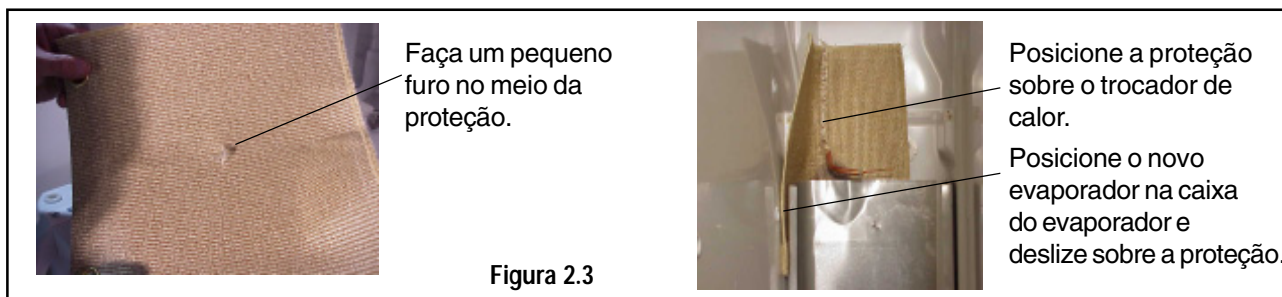 Faça um pequeno
furo no meio da
proteção.
Figura 2.3
Posicione a proteção
sobre o trocador de
calor.
Posicione o novo
evaporador na caixa
do evaporador e
deslize sobre a proteção.